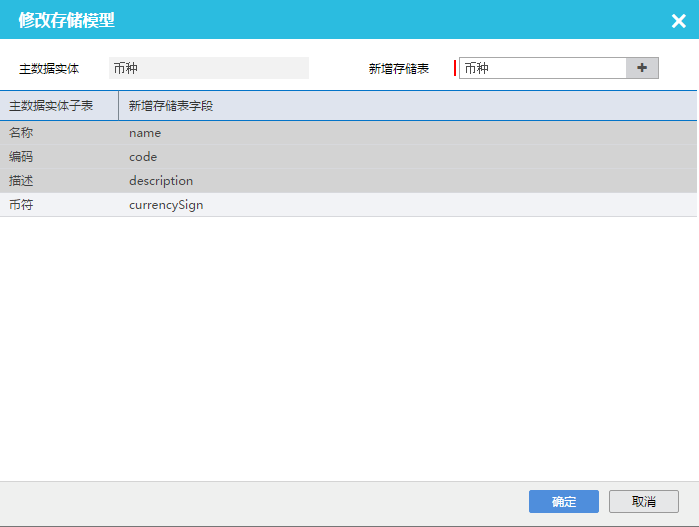 修改存储模型
主数据实体 币种 新增存储表 币种
主数据实体子表 新增存储表字段
名称 name
编码 code
描述 description
币符 currencySign
确定 取消